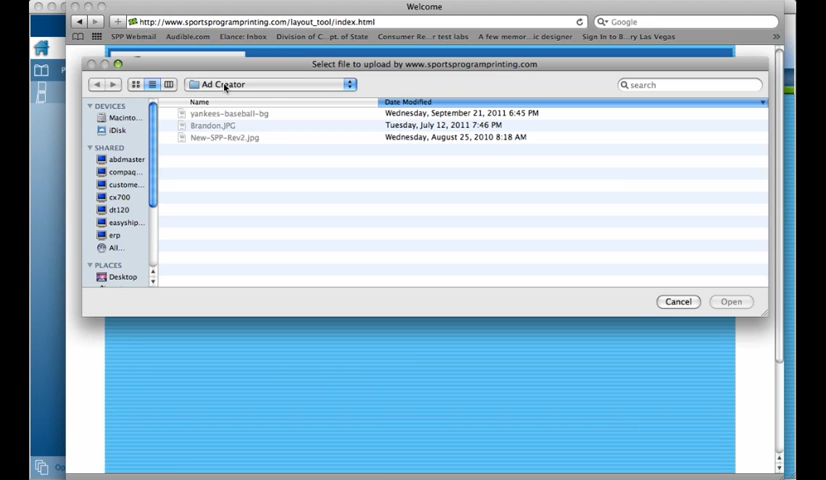 Welcome
http://www.sportsprogramprinting.com/layout_tool/index.html
Google
SPP Webmail Audible.com Elance: Inbox Division of C...pt. of State Consumer Re...r test labs A few memor...ic designer Sign In to B...ry Las Vegas
Select file to upload by www.sportsprogramprinting.com
Ad Creator
search
DEVICES
Macinto...
iDisk
SHARED
abdmaster
compaq...
custome...
cx700
dt120
easyship...
erp
All...
PLACES
Desktop
Name Date Modified
yankees-baseball-bg Wednesday, September 21, 2011 6:45 PM
Brandon.JPG Tuesday, July 12, 2011 7:46 PM
New-SPP-Rev2.jpg Wednesday, August 25, 2010 8:18 AM
Cancel Open